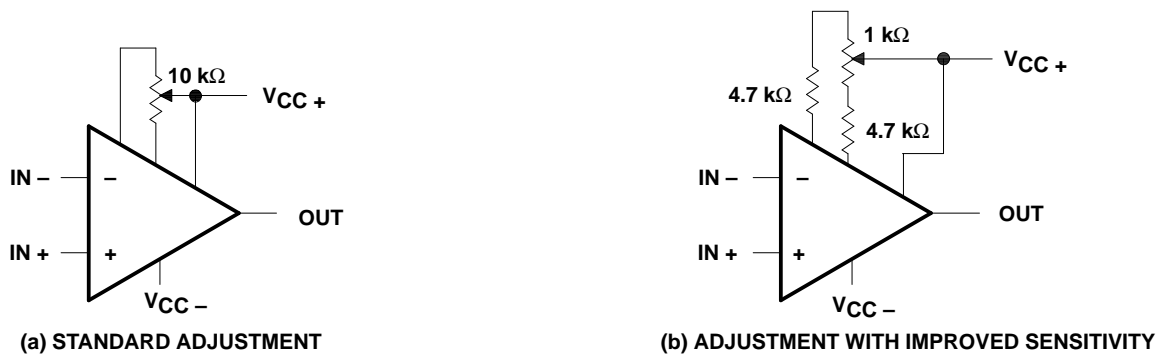 10 kΩ
VCC +
IN –
–
OUT
IN +
+
VCC –
(a) STANDARD ADJUSTMENT
1 kΩ
VCC +
4.7 kΩ
4.7 kΩ
IN –
–
OUT
IN +
+
VCC –
(b) ADJUSTMENT WITH IMPROVED SENSITIVITY